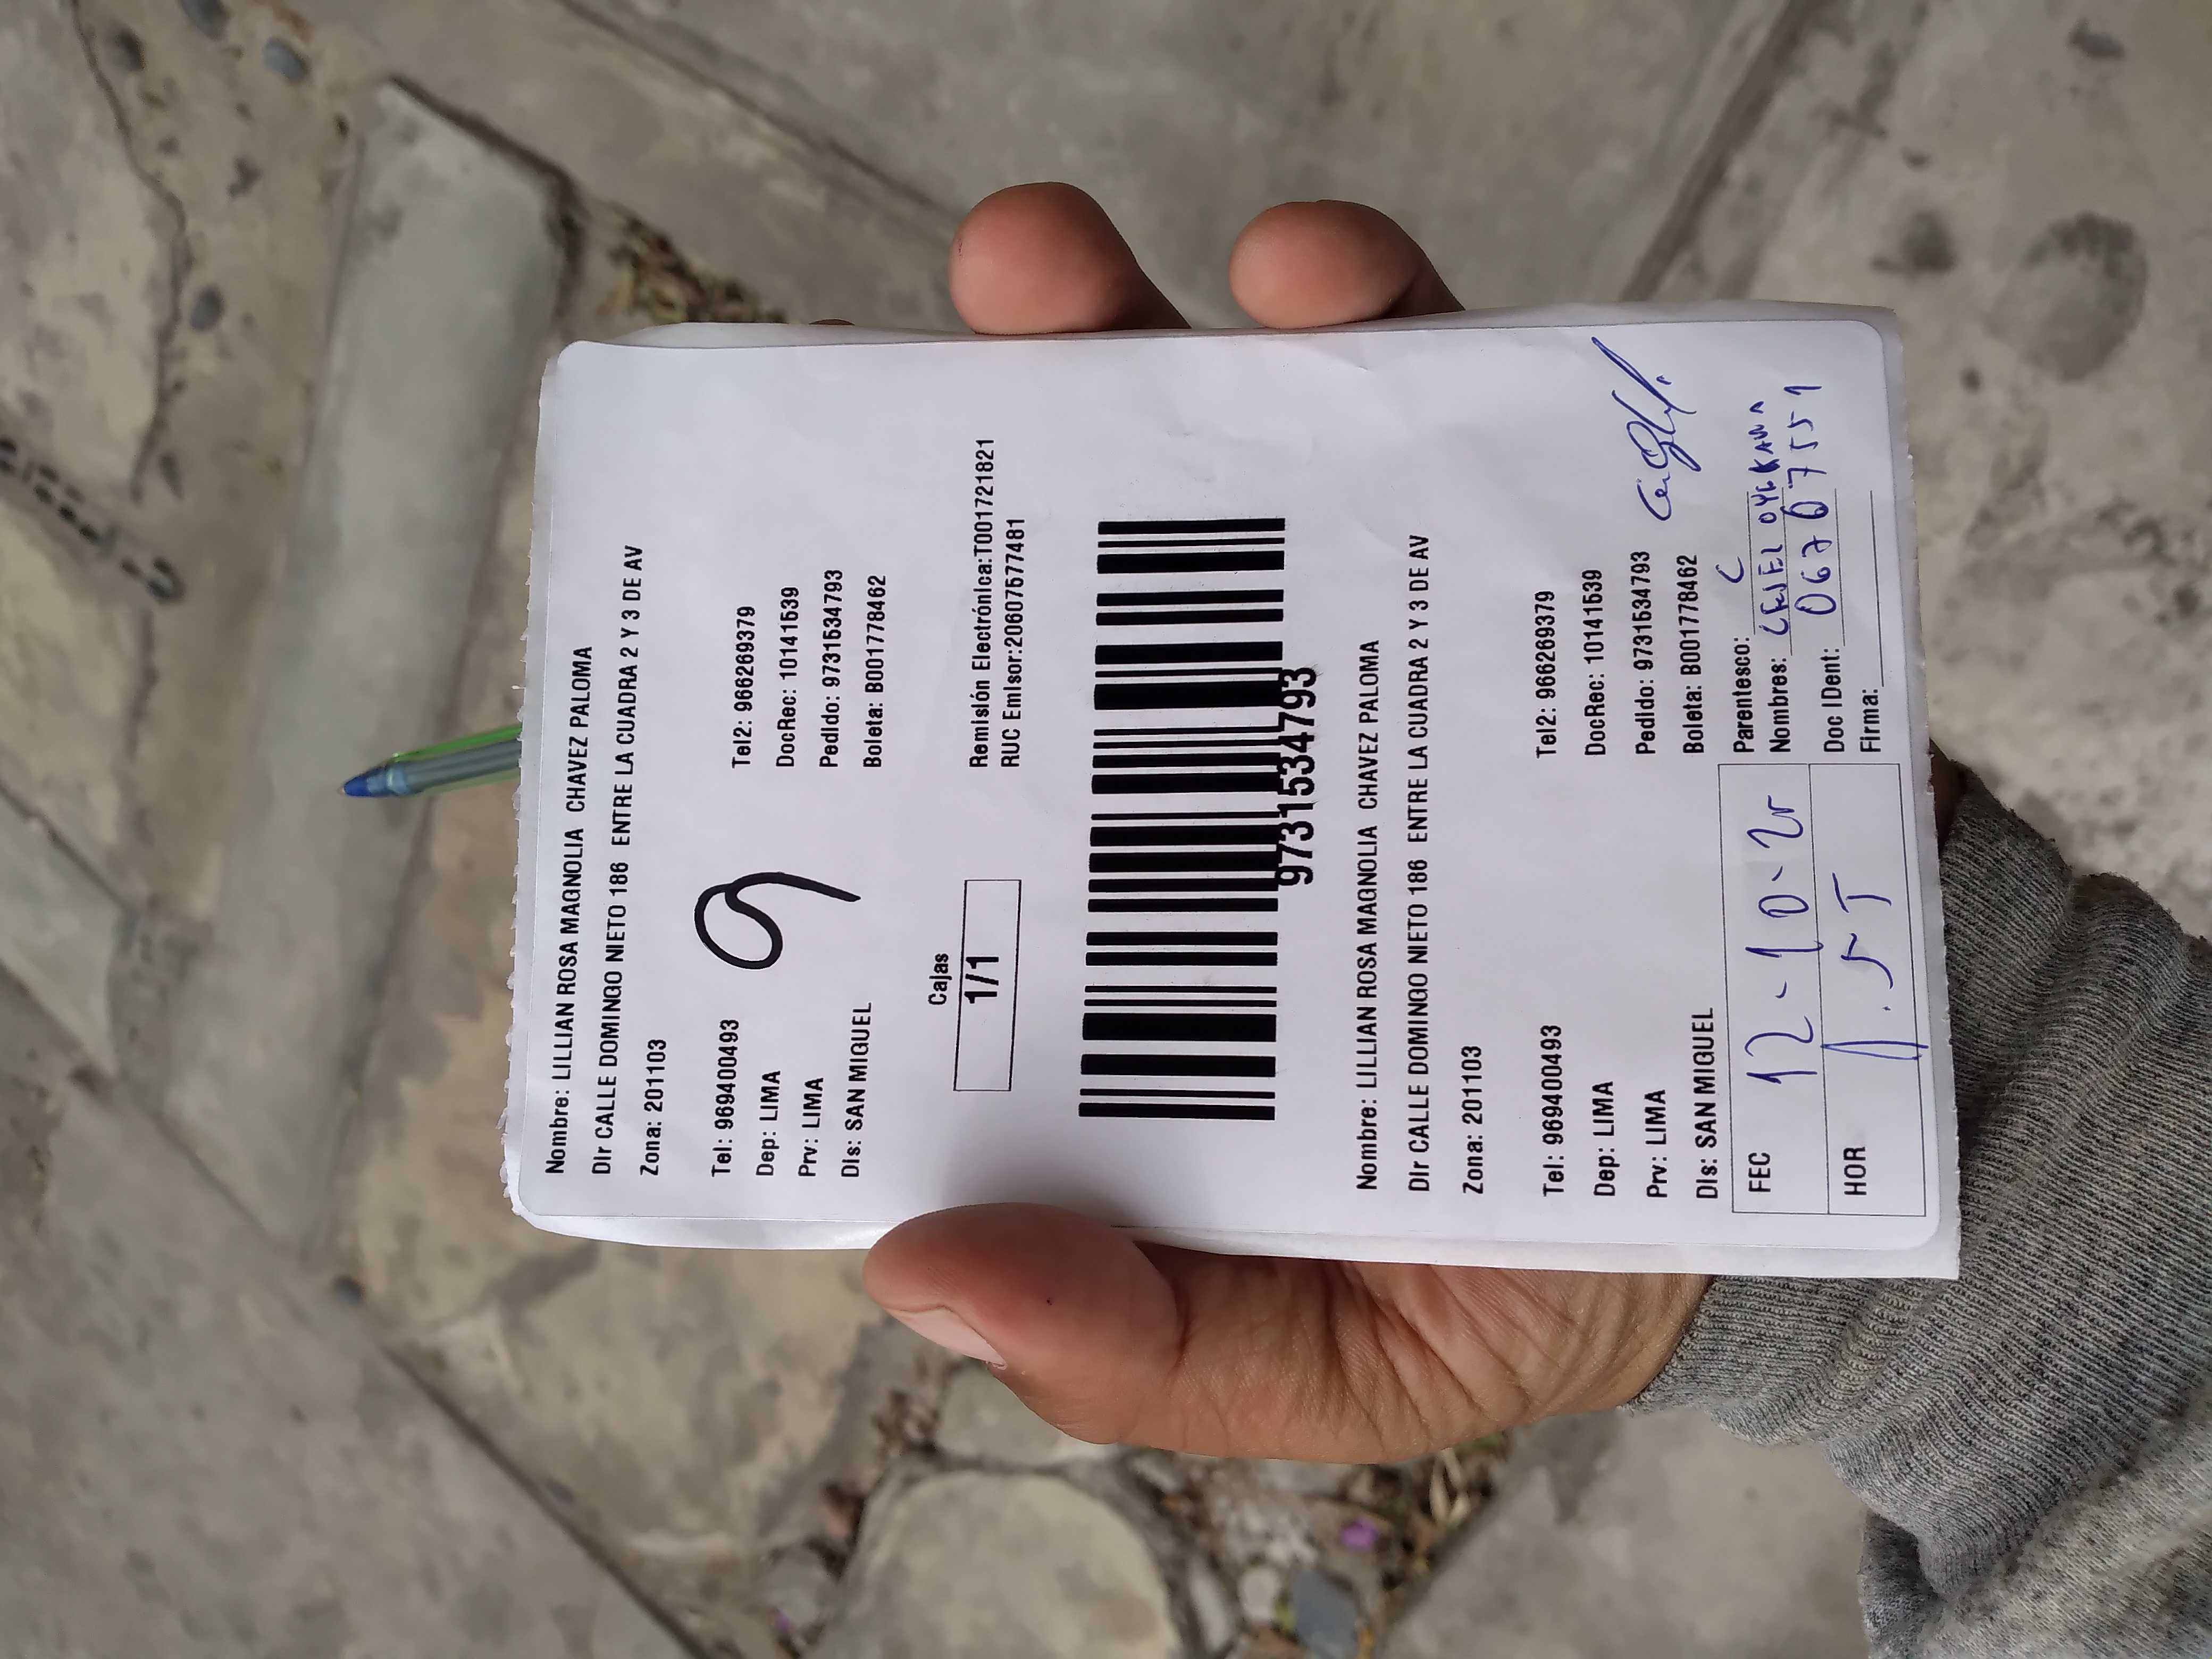 Nombre: LILLIAN ROSA MAGNOLIA CHAVEZ PALOMA
Dir CALLE DOMINGO NIETO 186 ENTRE LA CUADRA 2 Y 3 DE AV
Zona: 201103
Tel: 969400493 Tel2: 966269379
Dep: LIMA DocRec: 10141539
Prv: LIMA Pedido: 9731534793
Dis: SAN MIGUEL Boleta: B001778462
9
Cajas
1/1
Remisión Electrónica:T001721821
RUC Emisor:20607577481
9731534793
Nombre: LILLIAN ROSA MAGNOLIA CHAVEZ PALOMA
Dir CALLE DOMINGO NIETO 186 ENTRE LA CUADRA 2 Y 3 DE AV
Zona: 201103
Tel: 969400493 Tel2: 966269379
Dep: LIMA DocRec: 10141539
Prv: LIMA Pedido: 9731534793
Dis: SAN MIGUEL Boleta: B001778462
FEC 12-10-2 Parentesco: C
Nombres:
HOR Doc IDent:
Firma: